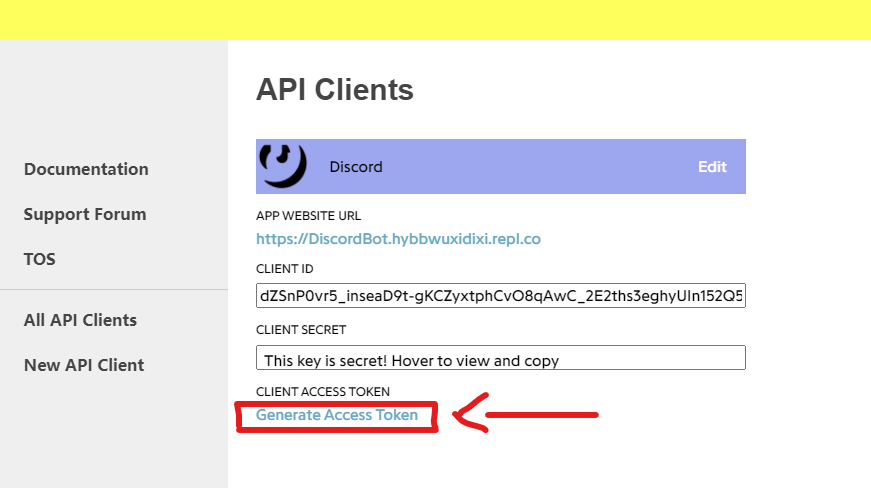 API Clients
Documentation
Support Forum
TOS
All API Clients
New API Client
Discord Edit
APP WEBSITE URL
https://DiscordBot.hybbwuxidixi.repl.co
CLIENT ID
dZSnP0vr5_inseaD9t-gKCZyxtphCvO8qAwC_2E2ths3eghyUIn152Q5
CLIENT SECRET
This key is secret! Hover to view and copy
CLIENT ACCESS TOKEN
Generate Access Token